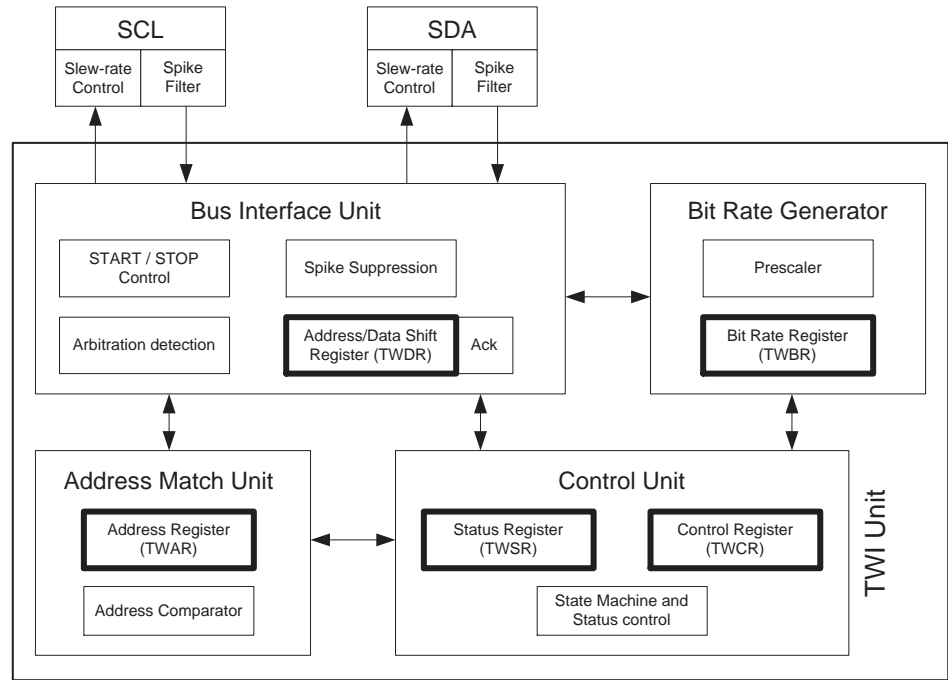 SCL
Slew-rate
Control
Spike
Filter
SDA
Slew-rate
Control
Spike
Filter
Bus Interface Unit
START / STOP
Control
Spike Suppression
Arbitration detection
Address/Data Shift
Register (TWDR)
Ack
Bit Rate Generator
Prescaler
Bit Rate Register
(TWBR)
Address Match Unit
Address Register
(TWAR)
Address Comparator
Control Unit
Status Register
(TWSR)
Control Register
(TWCR)
State Machine and
Status control
TWI Unit